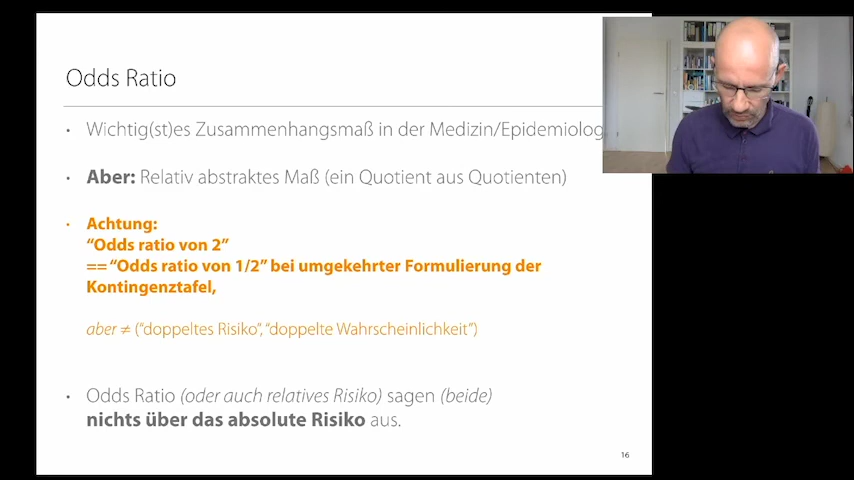 Odds Ratio
• Wichtig(st)es Zusammenhangsmaß in der Medizin/Epidemiolog
• Aber: Relativ abstraktes Maß (ein Quotient aus Quotienten)
• Achtung:
“Odds ratio von 2”
== “Odds ratio von 1/2” bei umgekehrter Formulierung der
Kontingenztafel,
aber ≠ (“doppeltes Risiko”, “doppelte Wahrscheinlichkeit”)
• Odds Ratio (oder auch relatives Risiko) sagen (beide)
nichts über das absolute Risiko aus.
16